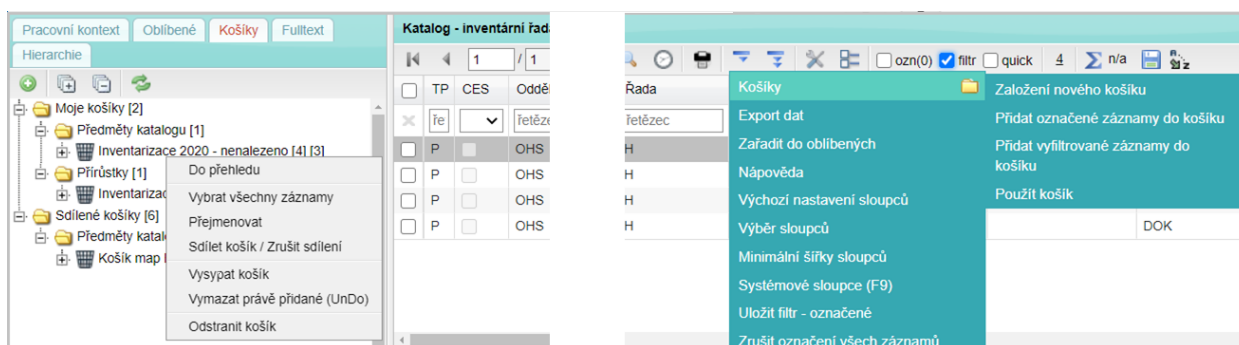 Pracovní kontext Oblíbené Košíky Fulltext
Hierarchie
Moje košíky [2]
Předměty katalogu [1]
Inventarizace 2020 - nenalezeno [4] [3]
Přírůstky [1]
Inventarizac
Sdílené košíky [6]
Předměty katal
Košík map
Do přehledu
Vybrat všechny záznamy
Přejmenovat
Sdílet košík / Zrušit sdílení
Vysypat košík
Vymazat právě přidané (UnDo)
Odstranit košík
Katalog - inventární řad
1 / 1
TP CES Odděl
ře řetěze
P OHS
P OHS
P OHS
P OHS
ozn(0) filtr quick 4 n/a
Řada
řetězec
H
H
H
H
DOK
Košíky
Export dat
Zařadit do oblíbených
Nápověda
Výchozí nastavení sloupců
Výběr sloupců
Minimální šířky sloupců
Systémové sloupce (F9)
Uložit filtr - označené
Zrušit označení všech záznamů
Založení nového košíku
Přidat označené záznamy do košíku
Přidat vyfiltrované záznamy do
košíku
Použít košík